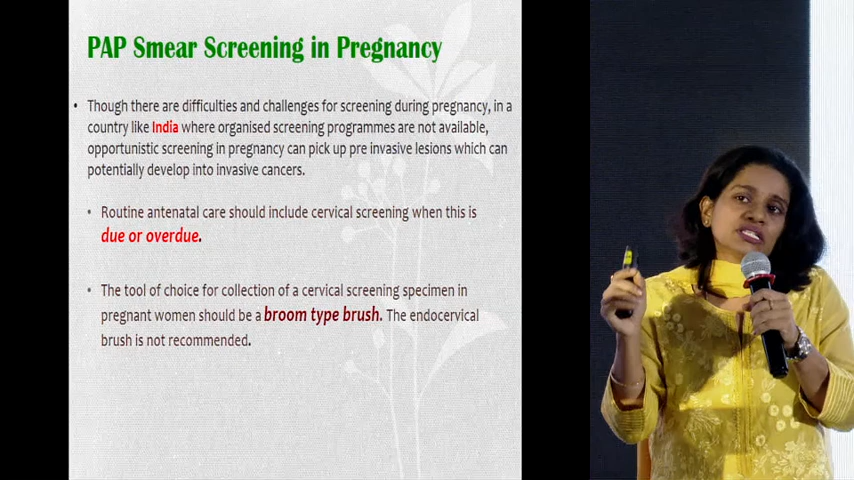 PAP Smear Screening in Pregnancy
• Though there are difficulties and challenges for screening during pregnancy, in a
country like India where organised screening programmes are not available,
opportunistic screening in pregnancy can pick up pre invasive lesions which can
potentially develop into invasive cancers.
• Routine antenatal care should include cervical screening when this is
due or overdue.
• The tool of choice for collection of a cervical screening specimen in
pregnant women should be a broom type brush. The endocervical
brush is not recommended.